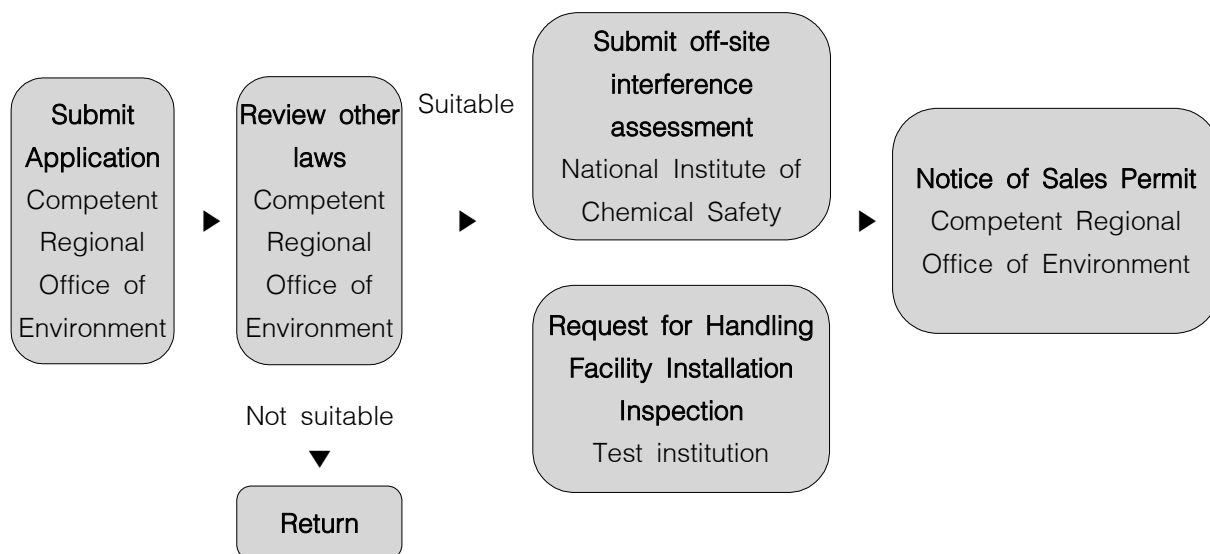 Submit
Application
Competent
Regional
Office of
Environment
▶
Review other
laws
Competent
Regional
Office of
Environment
Not suitable
▼
Return
Suitable
▶
Submit off-site
interference
assessment
National Institute of
Chemical Safety
Request for Handling
Facility Installation
Inspection
Test institution
▶
Notice of Sales Permit
Competent Regional
Office of Environment